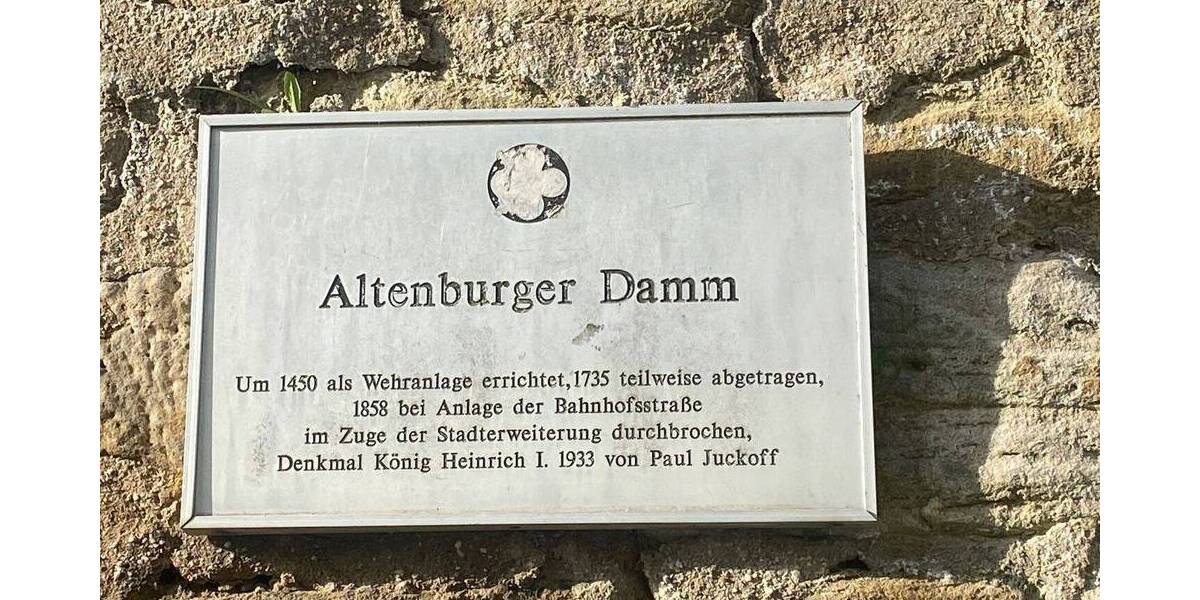 Altenburger Damm
Um 1450 als Wehranlage errichtet, 1735 teilweise abgetragen,
1858 bei Anlage der Bahnhofsstraße
im Zuge der Stadterweiterung durchbrochen,
Denkmal König Heinrich I. 1933 von Paul Juckoff